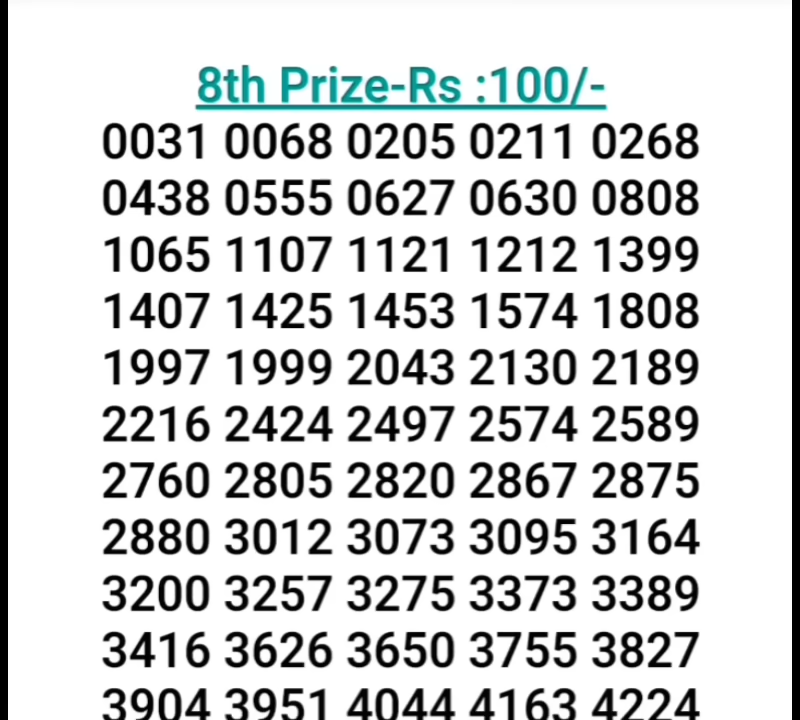 8th Prize-Rs :100/-
0031 0068 0205 0211 0268
0438 0555 0627 0630 0808
1065 1107 1121 1212 1399
1407 1425 1453 1574 1808
1997 1999 2043 2130 2189
2216 2424 2497 2574 2589
2760 2805 2820 2867 2875
2880 3012 3073 3095 3164
3200 3257 3275 3373 3389
3416 3626 3650 3755 3827
3904 3951 4044 4163 4224